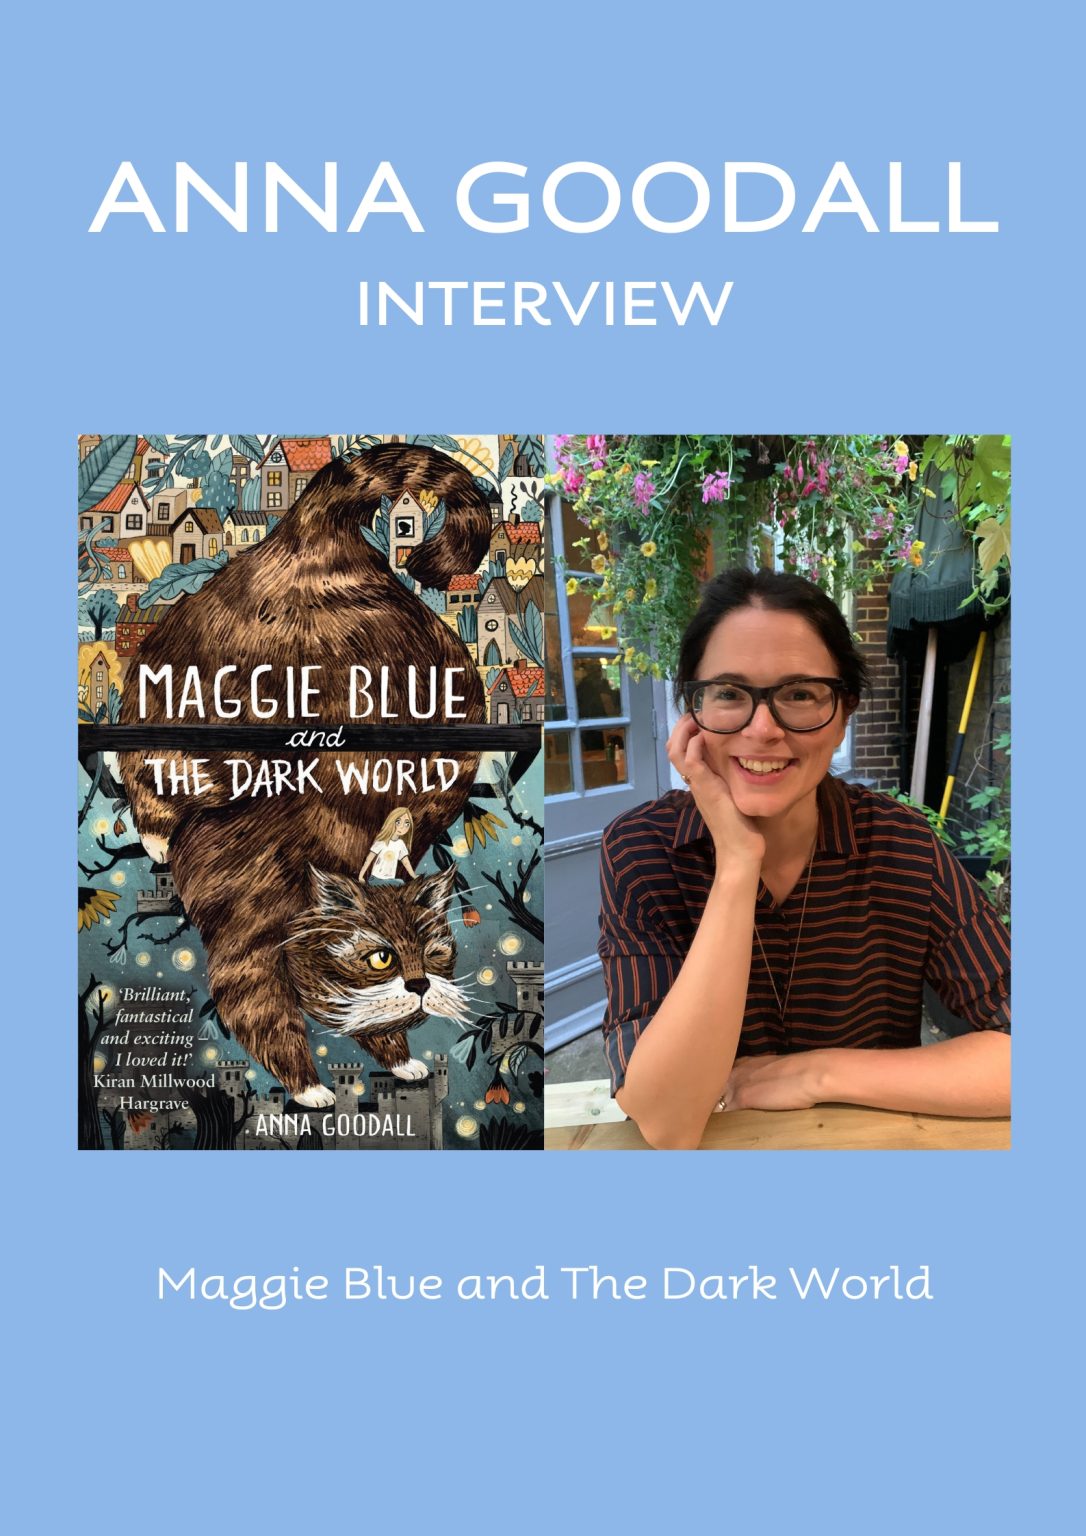 ANNA GOODALL
INTERVIEW
MAGGIE BLUE
and
THE DARK WORLD
‘Brilliant,
fantastical
and exciting –
I loved it!’
Kiran Millwood
Hargrave
ANNA GOODALL
Maggie Blue and The Dark World